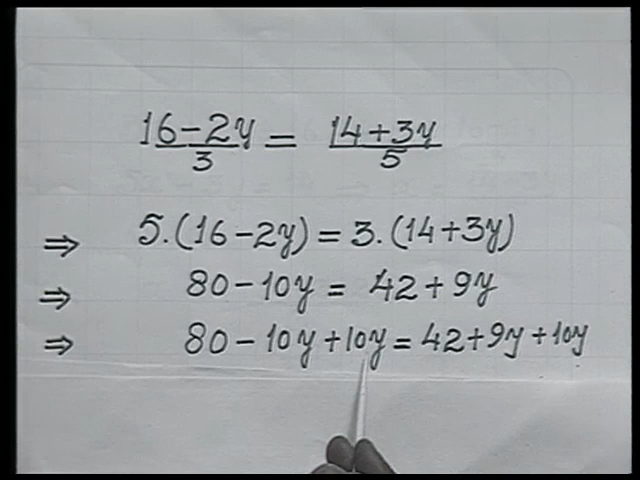 16-2y/3 = 14+3y/5
⇒ 5.(16-2y) = 3.(14+3y)
⇒ 80-10y = 42+9y
⇒ 80-10y+10y = 42+9y+10y